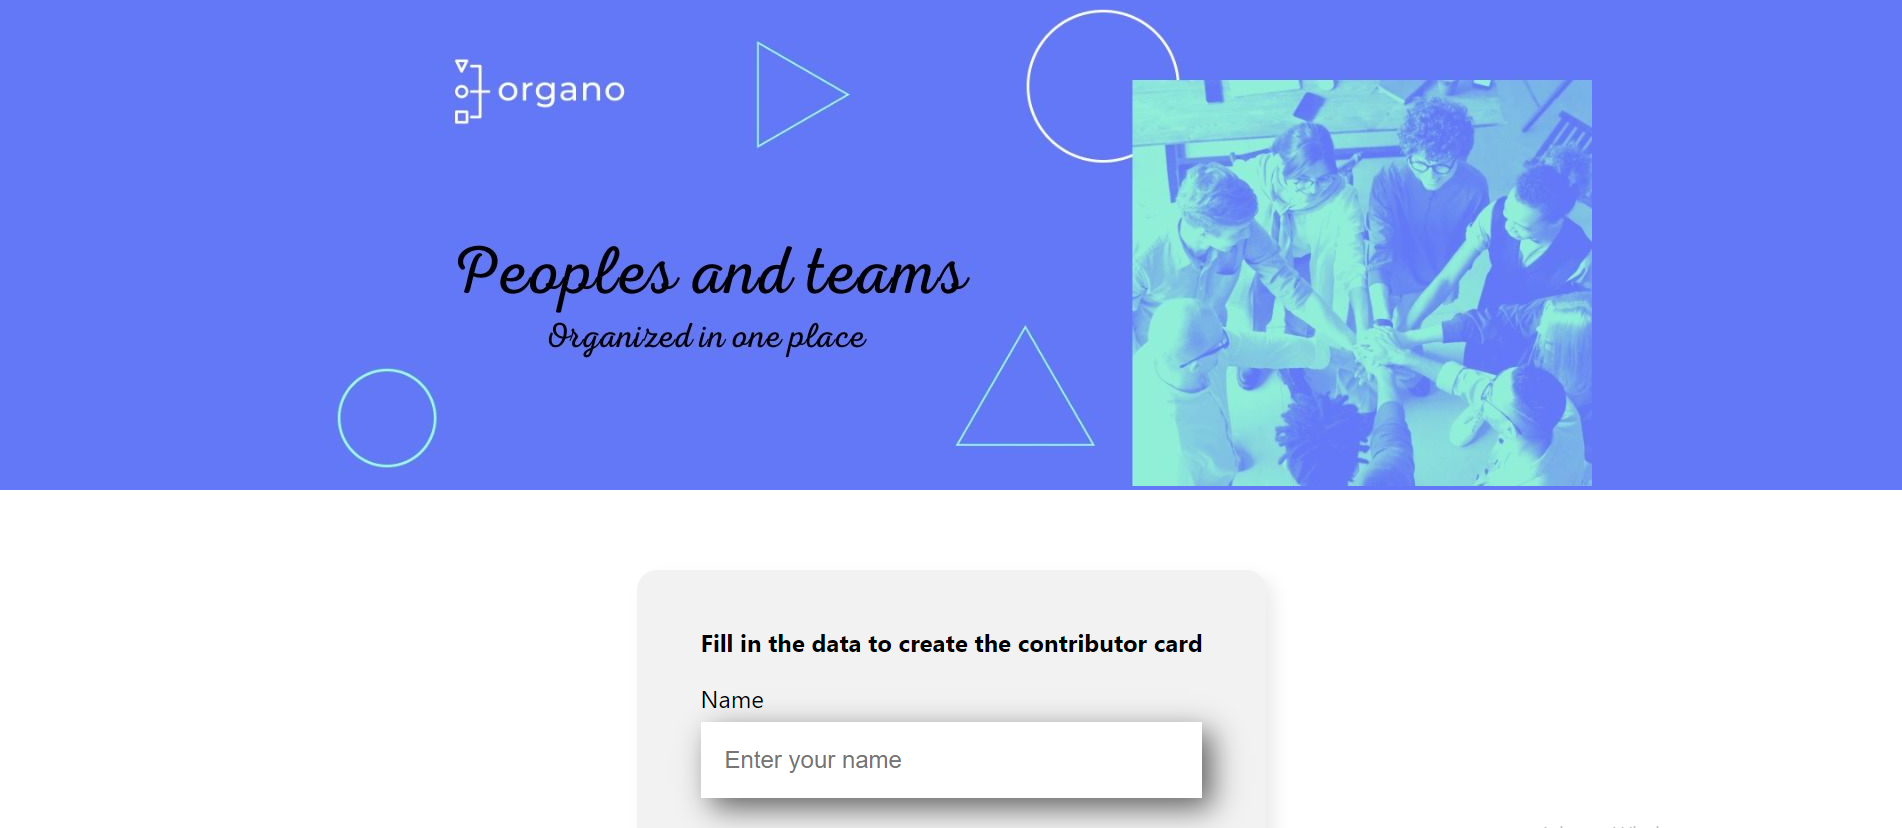 organo
Peoples and teams
Organized in one place
Fill in the data to create the contributor card
Name
Enter your name